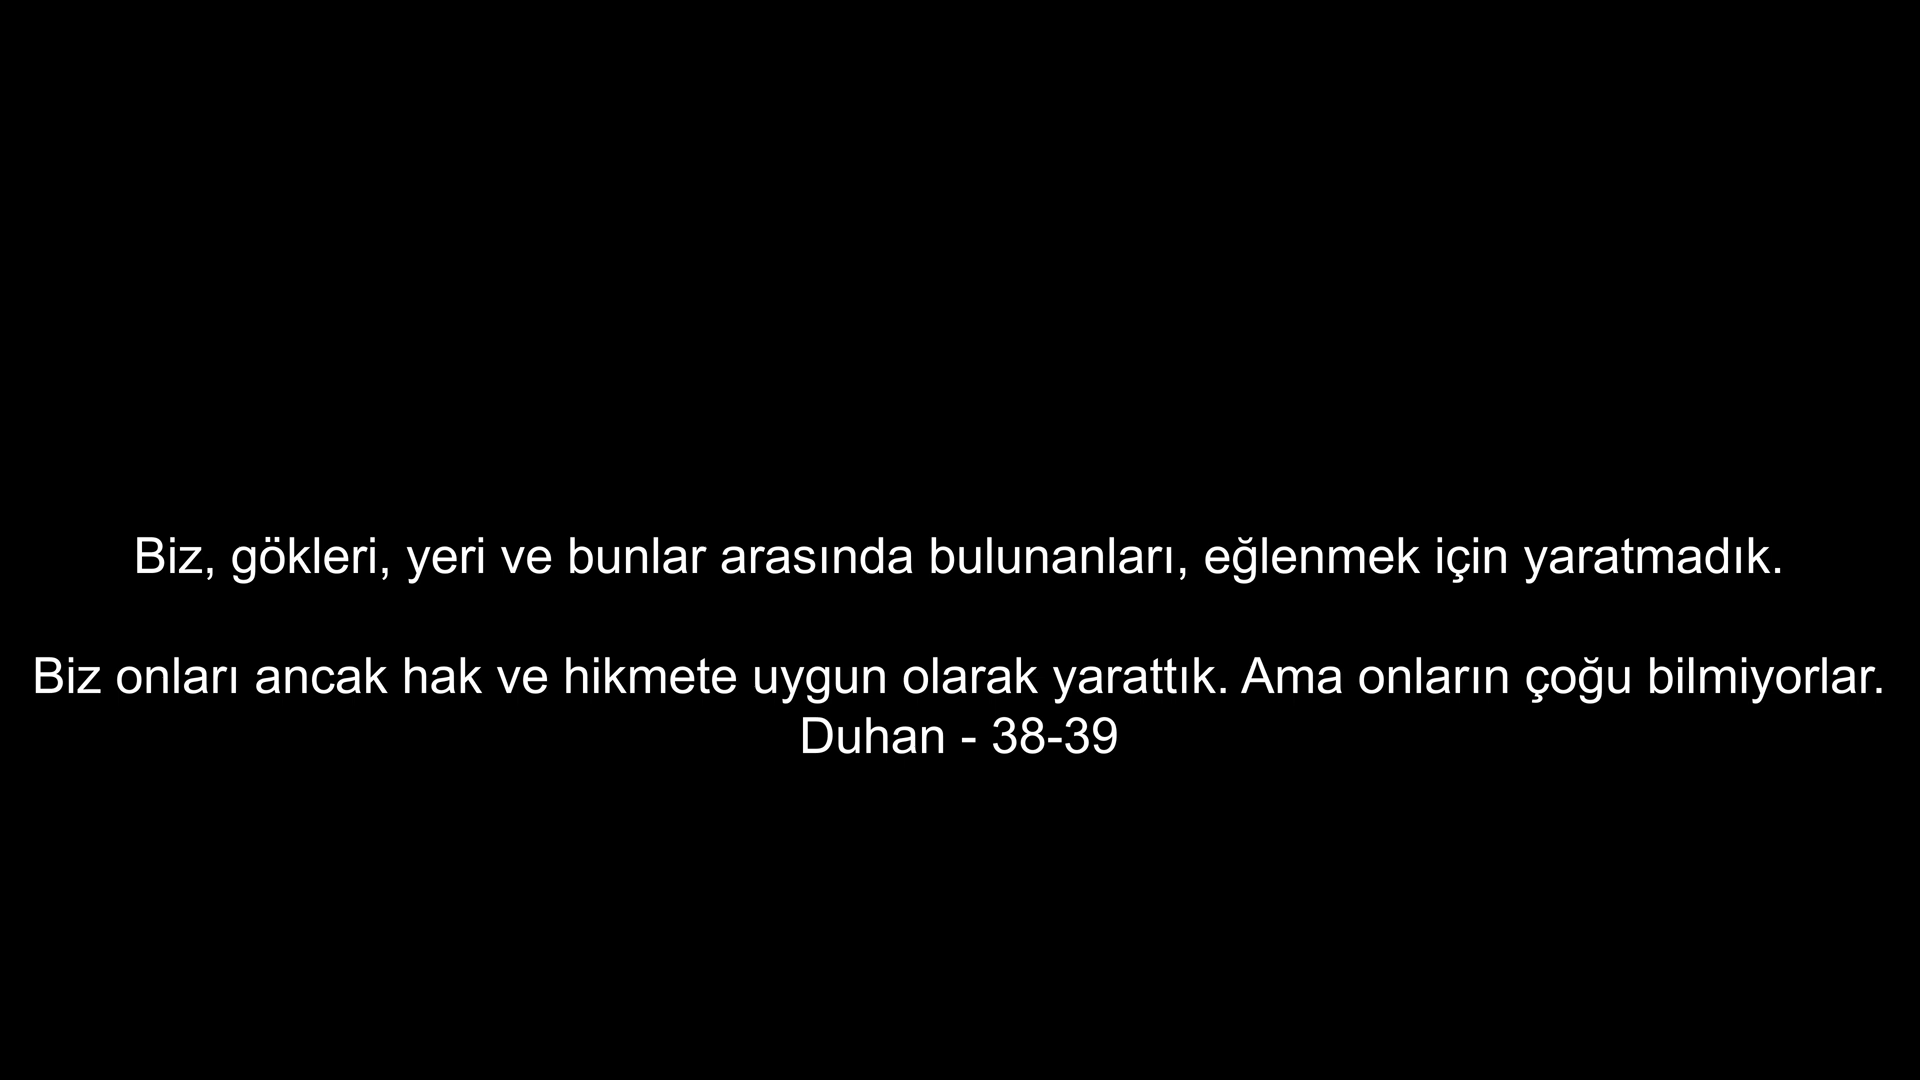 Biz, gökleri, yeri ve bunlar arasında bulunanları, eğlenmek için yaratmadık.
Biz onları ancak hak ve hikmete uygun olarak yarattık. Ama onların çoğu bilmiyorlar.
Duhan - 38-39